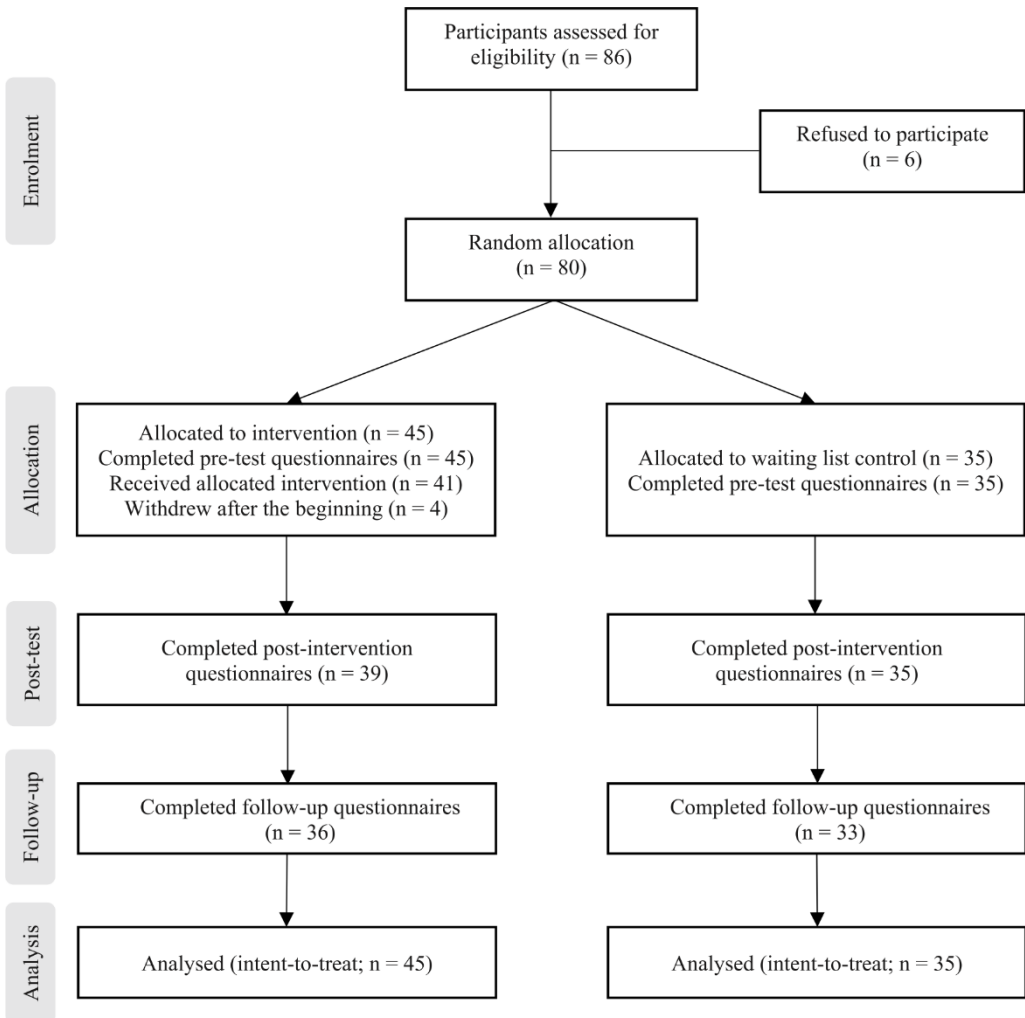 Participants assessed for
eligibility (n = 86)
Enrolment
Refused to participate
(n = 6)
Random allocation
(n = 80)
Allocation
Allocated to intervention (n = 45)
Completed pre-test questionnaires (n = 45)
Received allocated intervention (n = 41)
Withdrew after the beginning (n = 4)
Allocated to waiting list control (n = 35)
Completed pre-test questionnaires (n = 35)
Post-test
Completed post-intervention
questionnaires (n = 39)
Completed post-intervention
questionnaires (n = 35)
Follow-up
Completed follow-up questionnaires
(n = 36)
Completed follow-up questionnaires
(n = 33)
Analysis
Analysed (intent-to-treat; n = 45)
Analysed (intent-to-treat; n = 35)